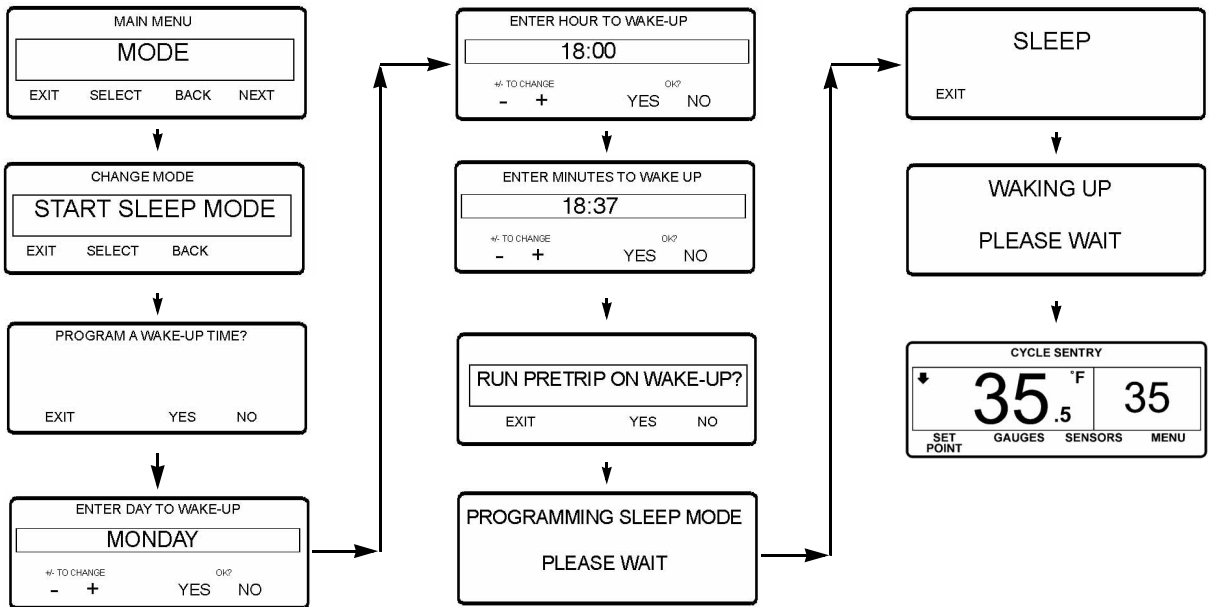 MAIN MENU
MODE
EXIT SELECT BACK NEXT
CHANGE MODE
START SLEEP MODE
EXIT SELECT BACK
PROGRAM A WAKE-UP TIME?
EXIT YES NO
ENTER DAY TO WAKE-UP
MONDAY
+/- TO CHANGE OK?
- + YES NO
ENTER HOUR TO WAKE-UP
18:00
+/- TO CHANGE OK?
- + YES NO
ENTER MINUTES TO WAKE UP
18:37
+/- TO CHANGE OK?
- + YES NO
RUN PRETRIP ON WAKE-UP?
EXIT YES NO
PROGRAMMING SLEEP MODE
PLEASE WAIT
SLEEP
EXIT
WAKING UP
PLEASE WAIT
CYCLE SENTRY
35.5 °F 35
SET POINT GAUGES SENSORS MENU